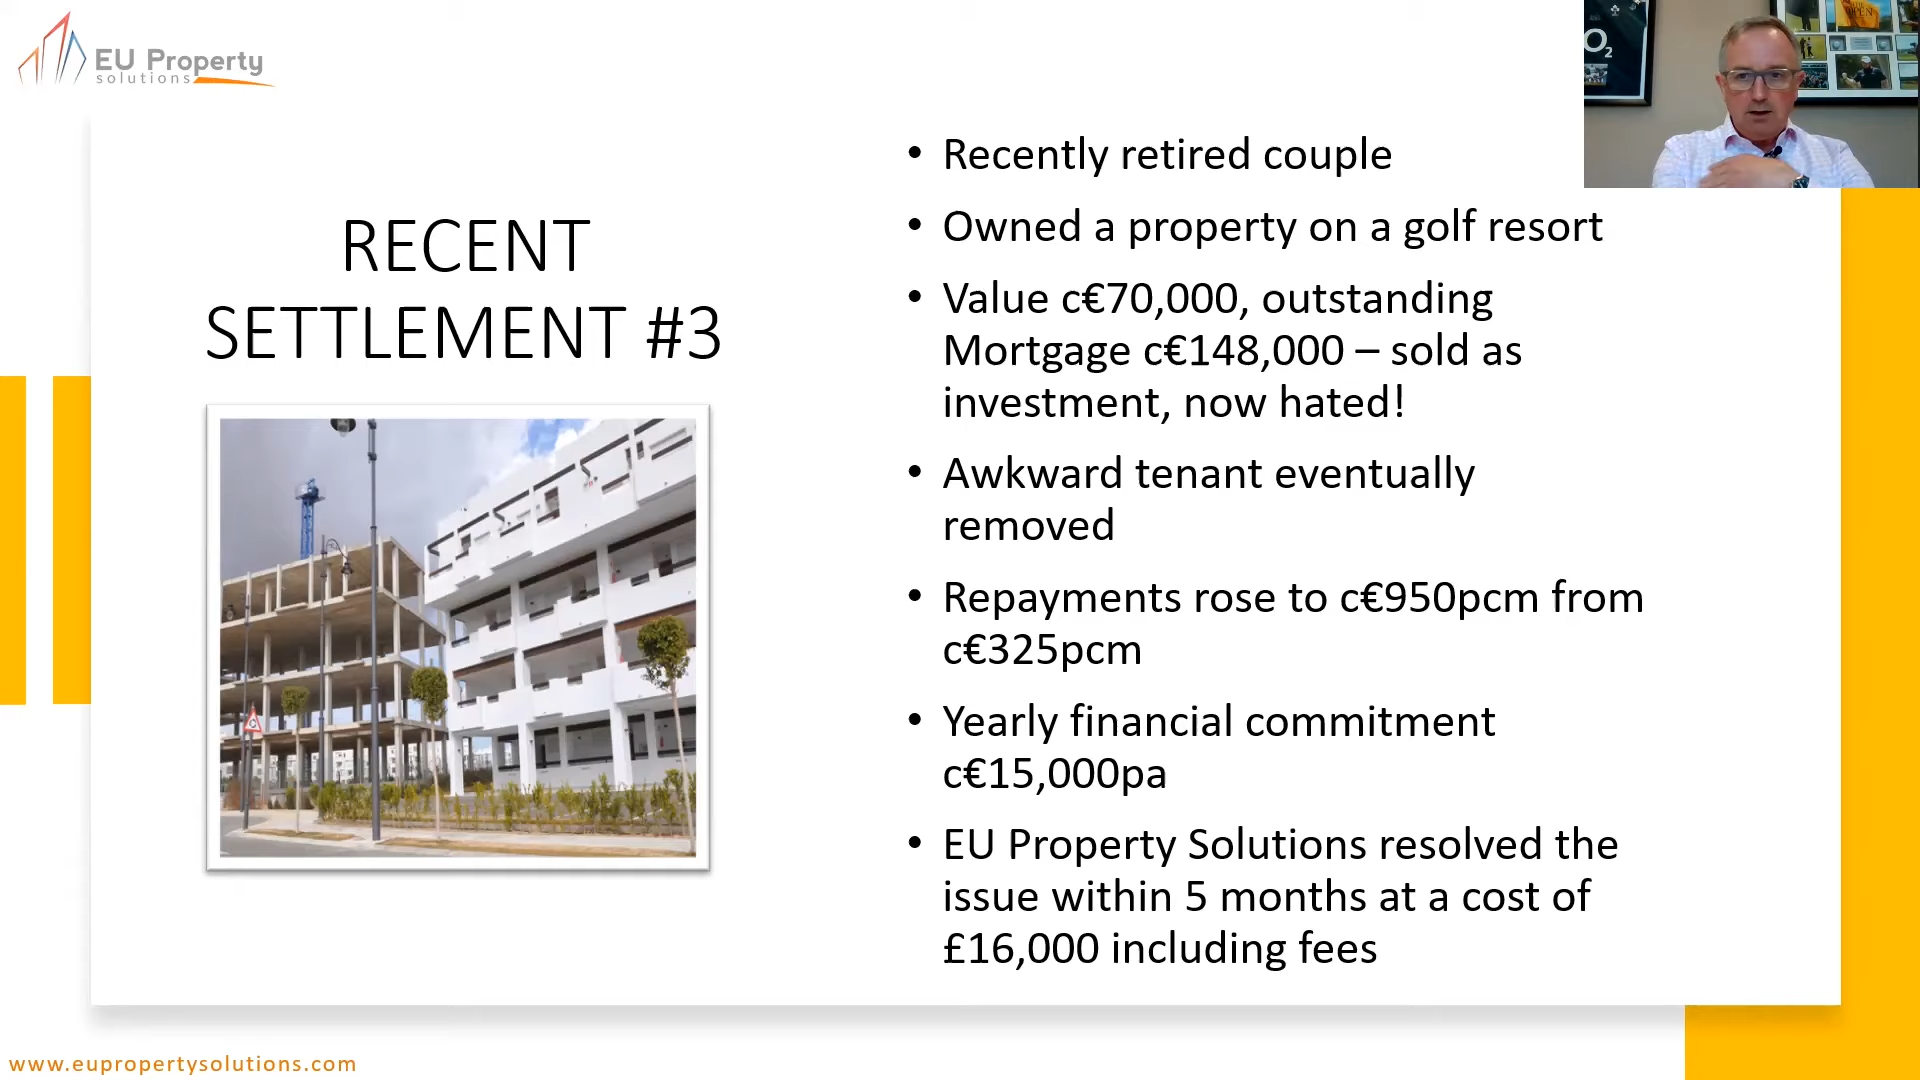 EU Property
solutions
RECENT
SETTLEMENT #3
• Recently retired couple
• Owned a property on a golf resort
• Value c€70,000, outstanding
Mortgage c€148,000 – sold as
investment, now hated!
• Awkward tenant eventually
removed
• Repayments rose to c€950pcm from
c€325pcm
• Yearly financial commitment
c€15,000pa
• EU Property Solutions resolved the
issue within 5 months at a cost of
£16,000 including fees
www.eupropertysolutions.com
O2
OPEN